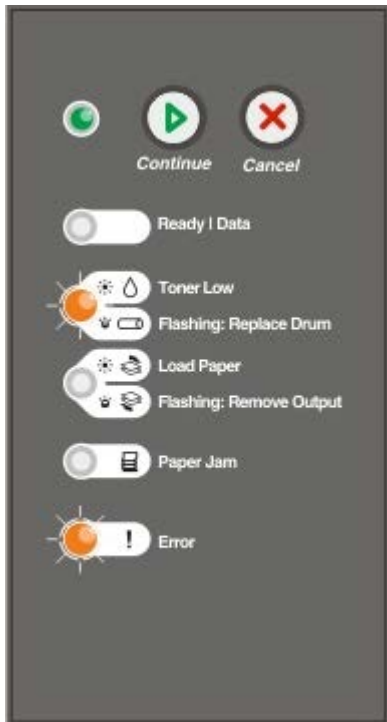 Continue Cancel
Ready | Data
Toner Low
Flashing: Replace Drum
Load Paper
Flashing: Remove Output
! Paper Jam
! Error